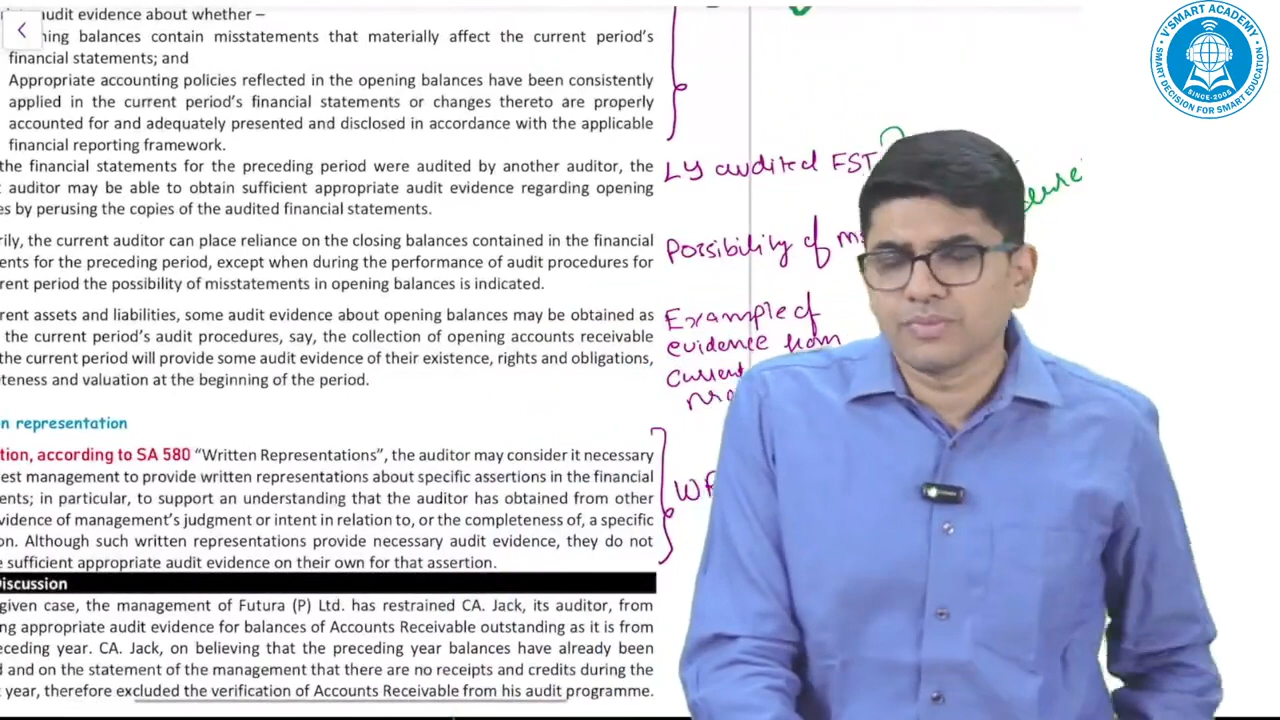 audit evidence about whether –
ning balances contain misstatements that materially affect the current period's
financial statements; and
Appropriate accounting policies reflected in the opening balances have been consistently
applied in the current period's financial statements or changes thereto are properly
accounted for and adequately presented and disclosed in accordance with the applicable
financial reporting framework.
the financial statements for the preceding period were audited by another auditor, the
t auditor may be able to obtain sufficient appropriate audit evidence regarding opening
es by perusing the copies of the audited financial statements.
rily, the current auditor can place reliance on the closing balances contained in the financial
ents for the preceding period, except when during the performance of audit procedures for
rent period the possibility of misstatements in opening balances is indicated.
rent assets and liabilities, some audit evidence about opening balances may be obtained as
the current period's audit procedures, say, the collection of opening accounts receivable
the current period will provide some audit evidence of their existence, rights and obligations,
eteness and valuation at the beginning of the period.
n representation
tion, according to SA 580 “Written Representations”, the auditor may consider it necessary
est management to provide written representations about specific assertions in the financial
ents; in particular, to support an understanding that the auditor has obtained from other
vidence of management's judgment or intent in relation to, or the completeness of, a specific
on. Although such written representations provide necessary audit evidence, they do not
e sufficient appropriate audit evidence on their own for that assertion.
Discussion
given case, the management of Futura (P) Ltd. has restrained CA. Jack, its auditor, from
ng appropriate audit evidence for balances of Accounts Receivable outstanding as it is from
eceding year. CA. Jack, on believing that the preceding year balances have already been
d and on the statement of the management that there are no receipts and credits during the
t year, therefore excluded the verification of Accounts Receivable from his audit programme.
LY audited FST
Possibility of
Example of
evidence from
current
V'SMART ACADEMY
SINCE-2005
SMART DECISION FOR SMART EDUCATION